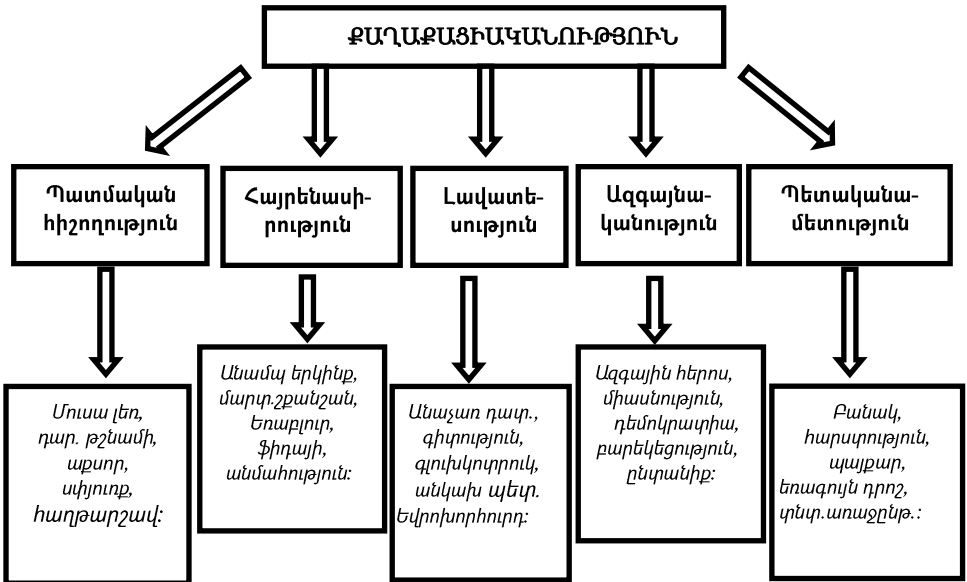 ՔԱՂԱՔԱՑԻԱԿԱՆՈՒԹՅՈՒՆ
Պատմական
հիշողություն
Հայրենասի-
րություն
Լավատե-
սություն
Ազգայնա-
կանություն
Պետականա-
մետություն
Մուսա լեռ,
դար. թշնամի,
աքսոր,
սփյուռք,
հաղթարշավ:
Անամպ երկինք,
մարտ.շքանշան,
Եռաբլուր,
ֆիդայի,
անմահություն:
Անաչառ դատ.,
գիտություն,
գլուխկոտրուկ,
անկախ պետ.
Եվրոխորհուրդ:
Ազգային հերոս,
միասնություն,
դեմոկրատիա,
բարեկեցություն,
ընտանիք:
Բանակ,
հարստություն,
պայքար,
եռագույն դրոշ,
տնտ.առաջընթ.: